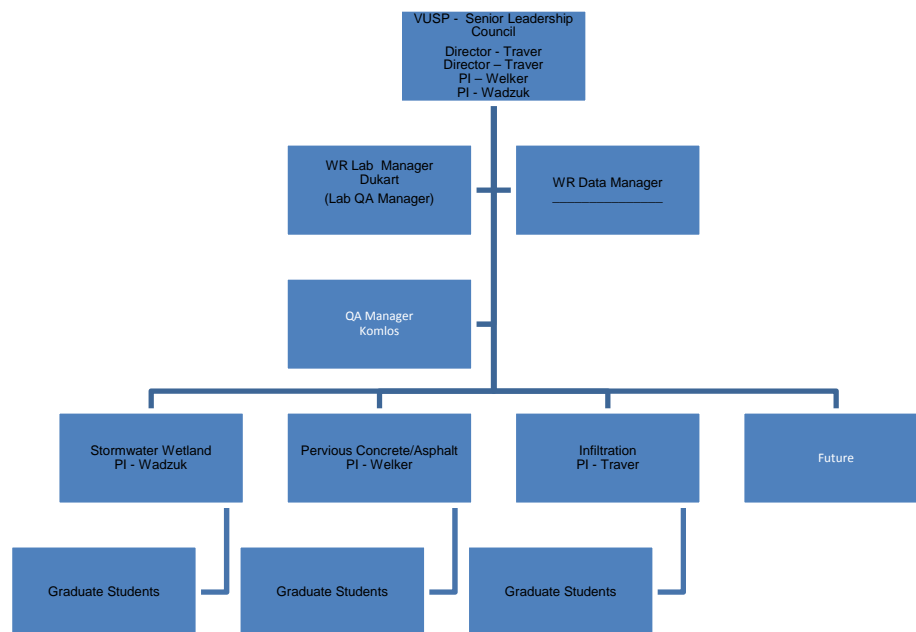 VUSP - Senior Leadership
Council
Director - Traver
Director – Traver
PI – Welker
PI - Wadzuk
WR Lab Manager
Dukart
(Lab QA Manager)
WR Data Manager
_______________
QA Manager
Komlos
Stormwater Wetland
PI - Wadzuk
Pervious Concrete/Asphalt
PI - Welker
Infiltration
PI - Traver
Future
Graduate Students
Graduate Students
Graduate Students